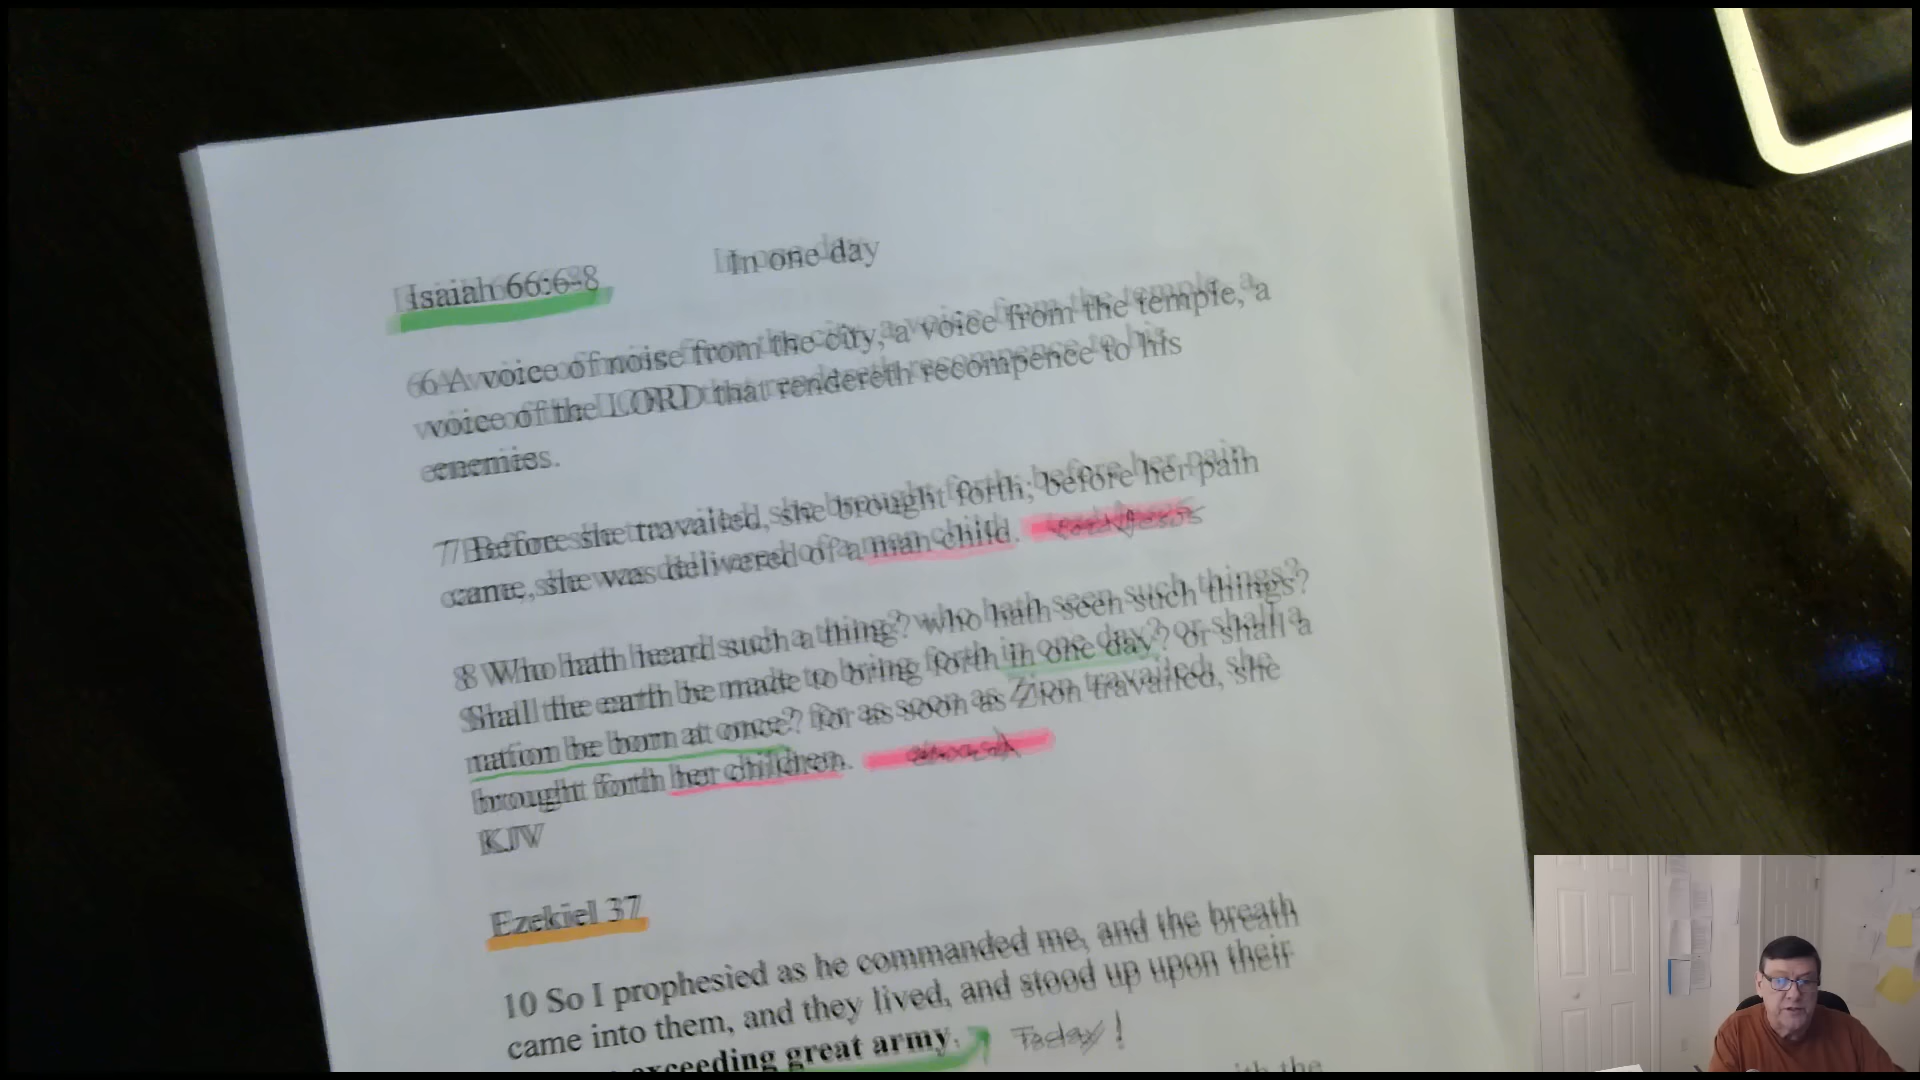 In one day
Isaiah 66:6-8
6 A voice of noise from the city, a voice from the temple, a
voice of the LORD that rendereth recompence to his
enemies.
7 Before she travailed, she brought forth; before her pain
came, she was delivered of a man child.
8 Who hath heard such a thing? who hath seen such things?
Shall the earth be made to bring forth in one day? or shall a
nation be born at once? for as soon as Zion travailed, she
brought forth her children.
KJV
Ezekiel 37
10 So I prophesied as he commanded me, and the breath
came into them, and they lived, and stood up upon their
exceeding great army. Today!
the